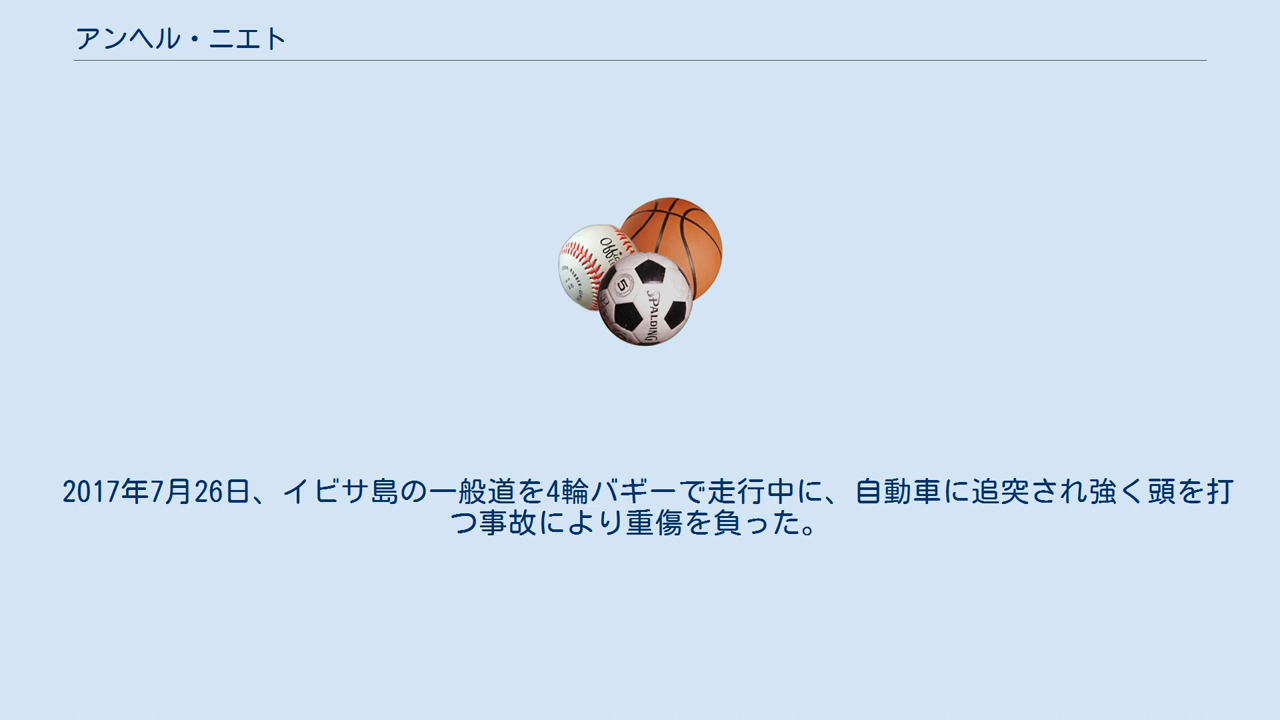 アンヘル・ニエト
Offi
5
SPALDING
2017年7月26日、イビサ島の一般道を4輪バギーで走行中に、自動車に追突され強く頭を打
つ事故により重傷を負った。